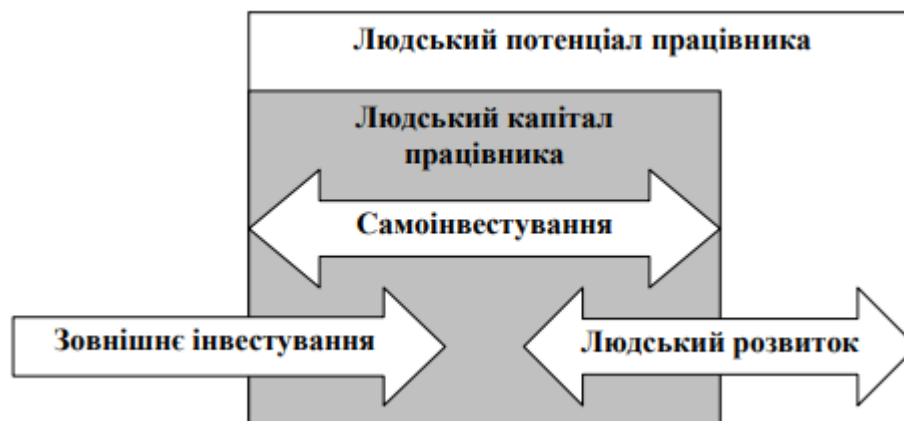 Людський потенціал працівника
Людський капітал
працівника
Самоінвестування
Зовнішнє інвестування
Людський розвиток